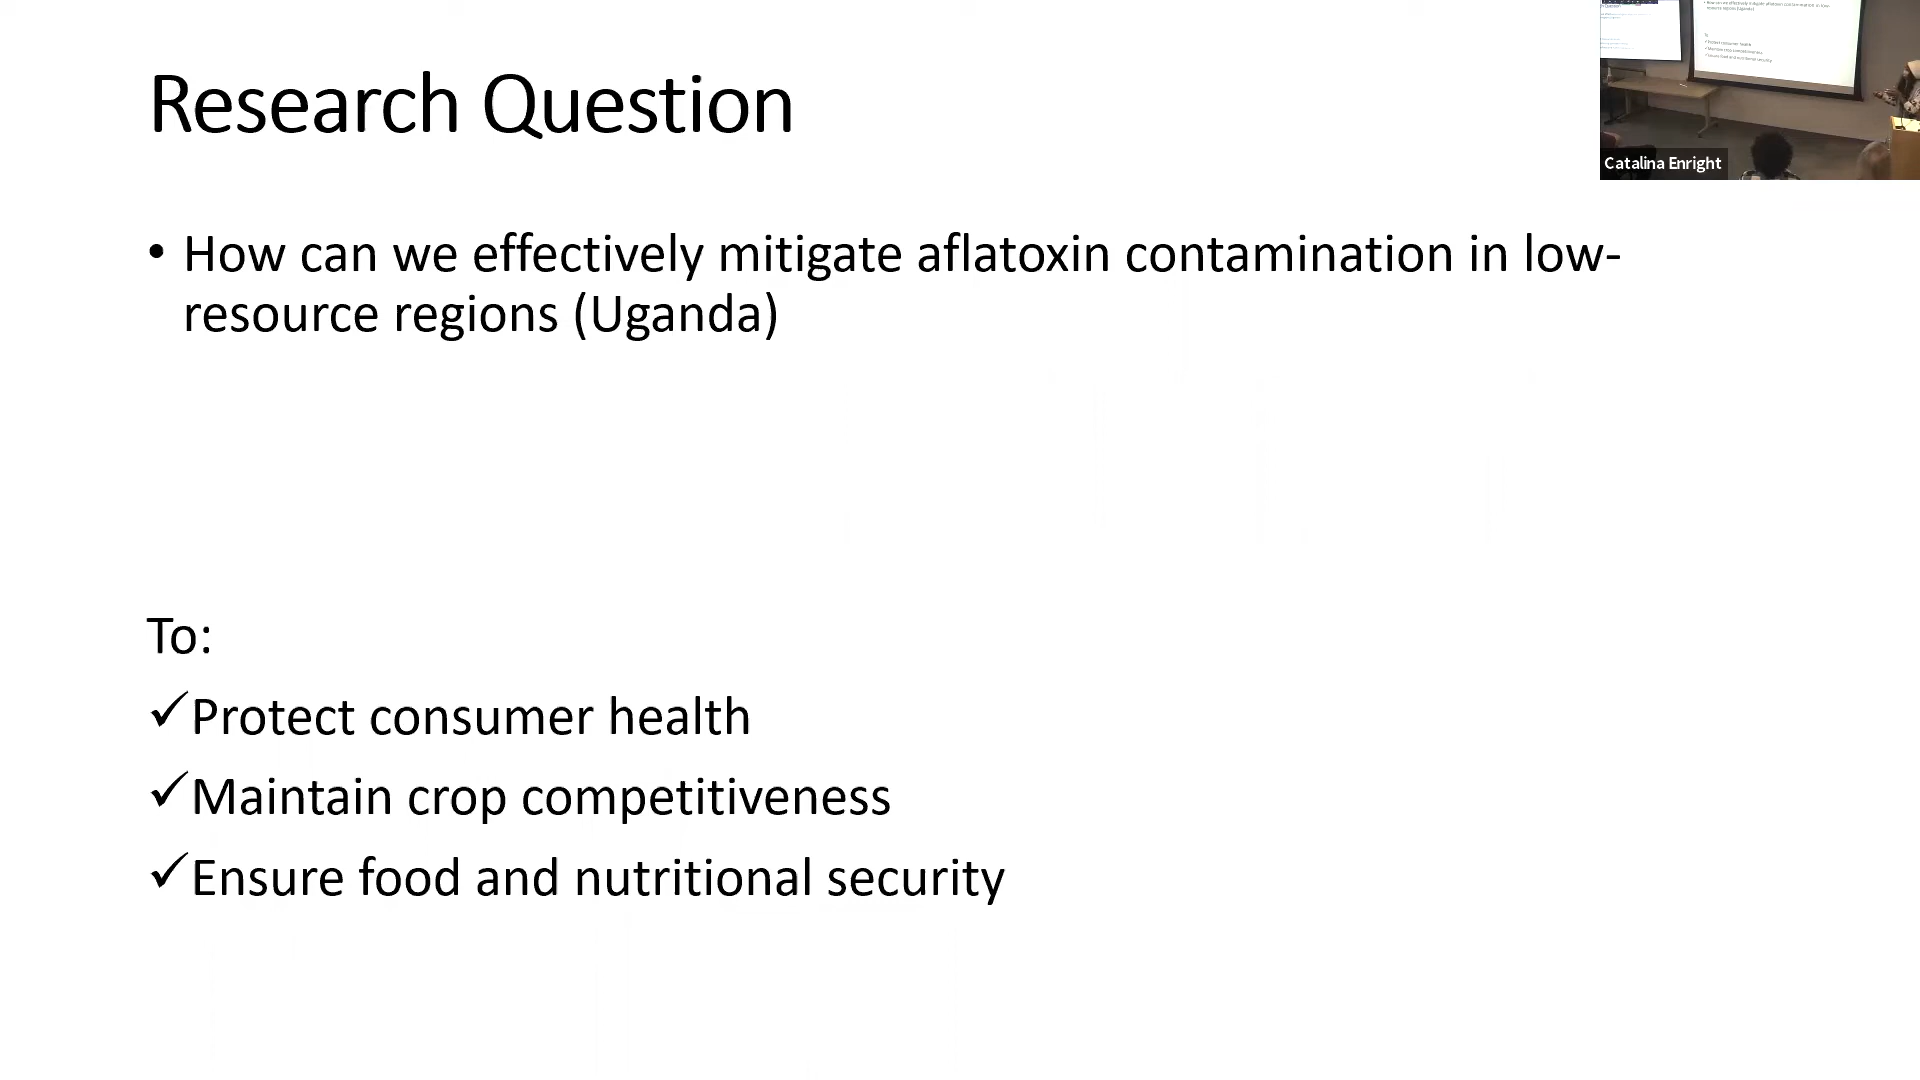 Research Question
Catalina Enright
• How can we effectively mitigate aflatoxin contamination in low-
resource regions (Uganda)
To:
✓Protect consumer health
✓Maintain crop competitiveness
✓Ensure food and nutritional security